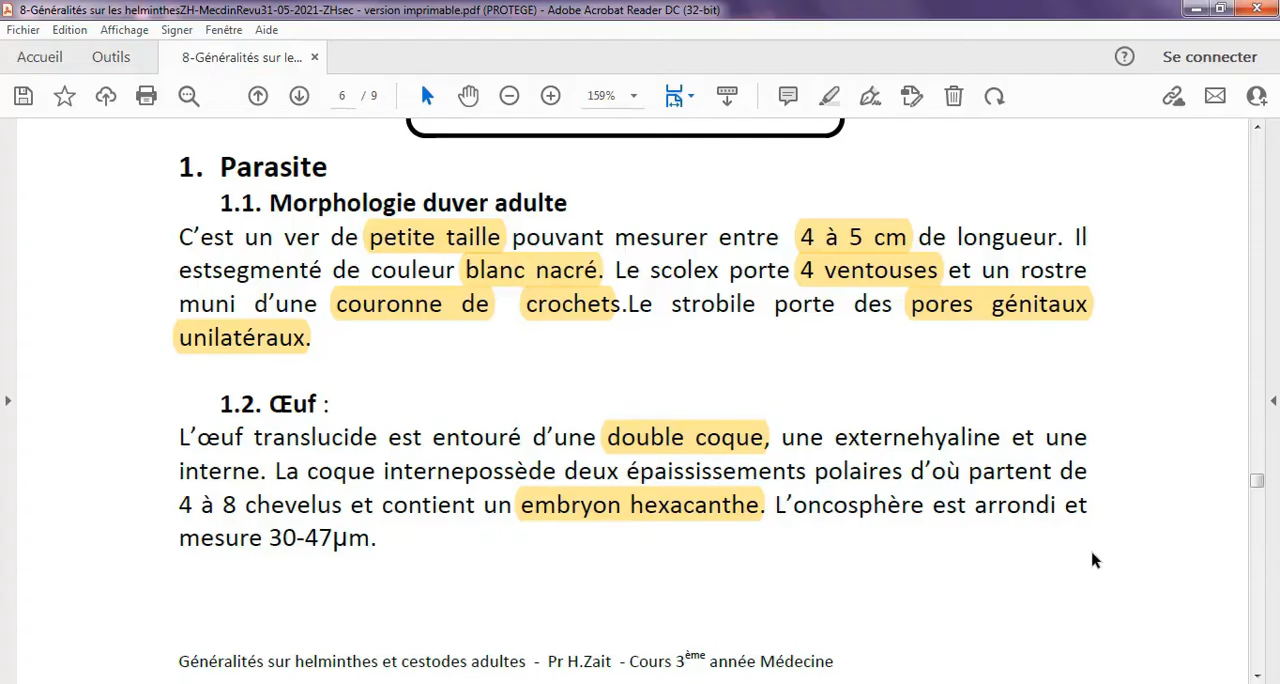 8-Généralités sur les helminthesZH-MecdinRevu31-05-2021-ZHsec - version imprimable.pdf (PROTEGE) - Adobe Acrobat Reader DC (32-bit)
Fichier Edition Affichage Signer Fenêtre Aide
Accueil Outils 8-Généralités sur le... × ? Se connecter
6 / 9 159%
1. Parasite
1.1. Morphologie duver adulte
C’est un ver de petite taille pouvant mesurer entre 4 à 5 cm de longueur. Il
estsegmenté de couleur blanc nacré. Le scolex porte 4 ventouses et un rostre
muni d’une couronne de crochets.Le strobile porte des pores génitaux
unilatéraux.
1.2. Œuf :
L’œuf translucide est entouré d’une double coque, une externehyaline et une
interne. La coque internepossède deux épaississements polaires d’où partent de
4 à 8 chevelus et contient un embryon hexacanthe. L’oncosphère est arrondi et
mesure 30-47µm.
Généralités sur helminthes et cestodes adultes - Pr H.Zait - Cours 3ème année Médecine